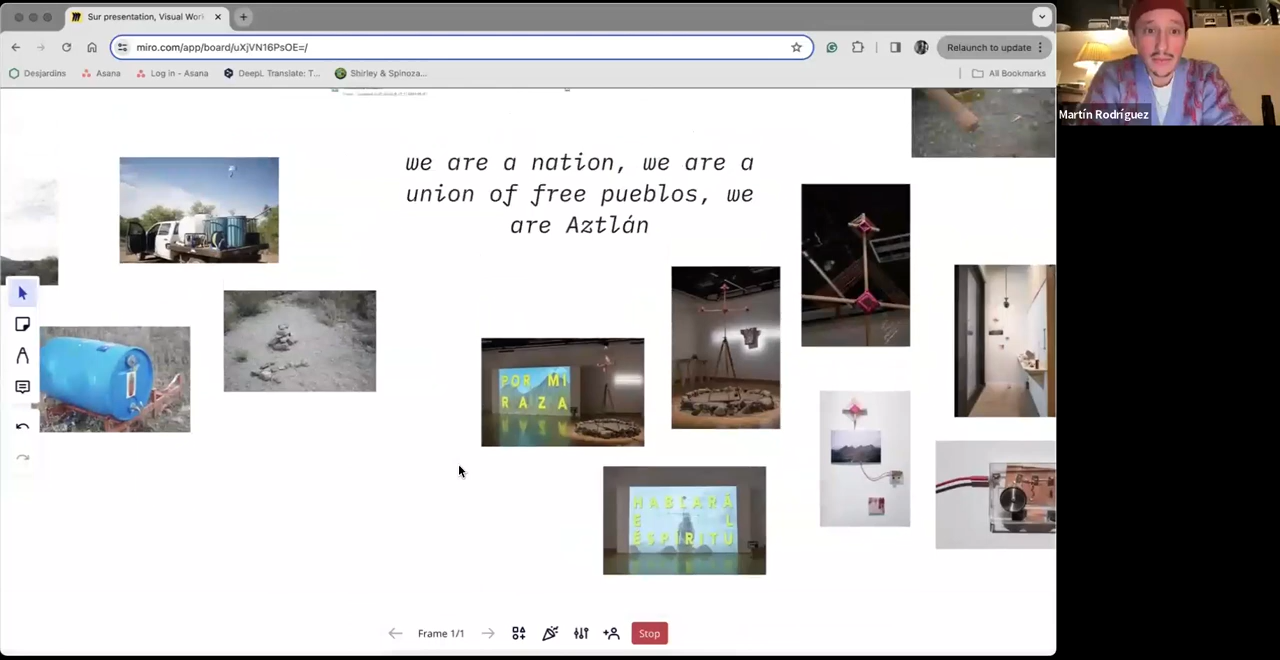 Sur presentation, Visual Work
miro.com/app/board/uXjVN16PsOE=/
Relaunch to update
Desjardins
Asana
Log in - Asana
DeepL Translate: T...
Shirley & Spinoza...
All Bookmarks
Martín Rodríguez
we are a nation, we are a
union of free pueblos, we
are Aztlán
POR MI
RAZA
HABLARÁ
EL
ESPÍRITU
Frame 1/1
Stop